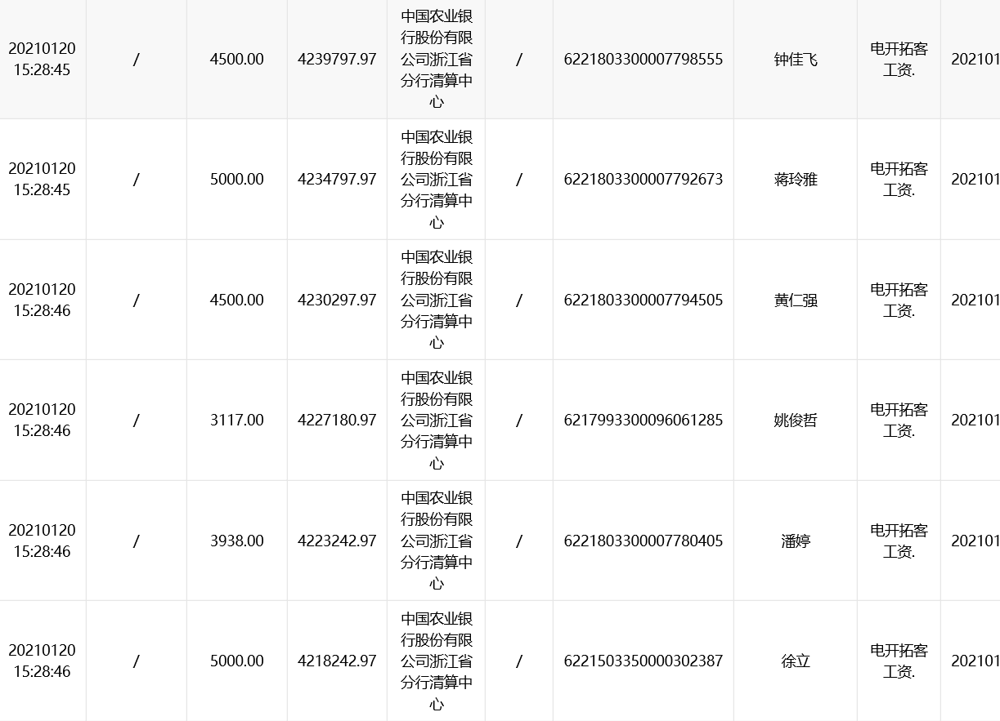 20210120
15:28:45
/
4500.00
4239797.97
中国农业银
行股份有限
公司浙江省
分行清算中
心
/
6221803300007798555
钟佳飞
电开拓客
工资.
202101
20210120
15:28:45
/
5000.00
4234797.97
中国农业银
行股份有限
公司浙江省
分行清算中
心
/
6221803300007792673
蒋玲雅
电开拓客
工资.
202101
20210120
15:28:46
/
4500.00
4230297.97
中国农业银
行股份有限
公司浙江省
分行清算中
心
/
6221803300007794505
黄仁强
电开拓客
工资.
202101
20210120
15:28:46
/
3117.00
4227180.97
中国农业银
行股份有限
公司浙江省
分行清算中
心
/
6217993300096061285
姚俊哲
电开拓客
工资.
202101
20210120
15:28:46
/
3938.00
4223242.97
中国农业银
行股份有限
公司浙江省
分行清算中
心
/
6221803300007780405
潘婷
电开拓客
工资.
202101
20210120
15:28:46
/
5000.00
4218242.97
中国农业银
行股份有限
公司浙江省
分行清算中
心
/
6221503350000302387
徐立
电开拓客
工资.
202101